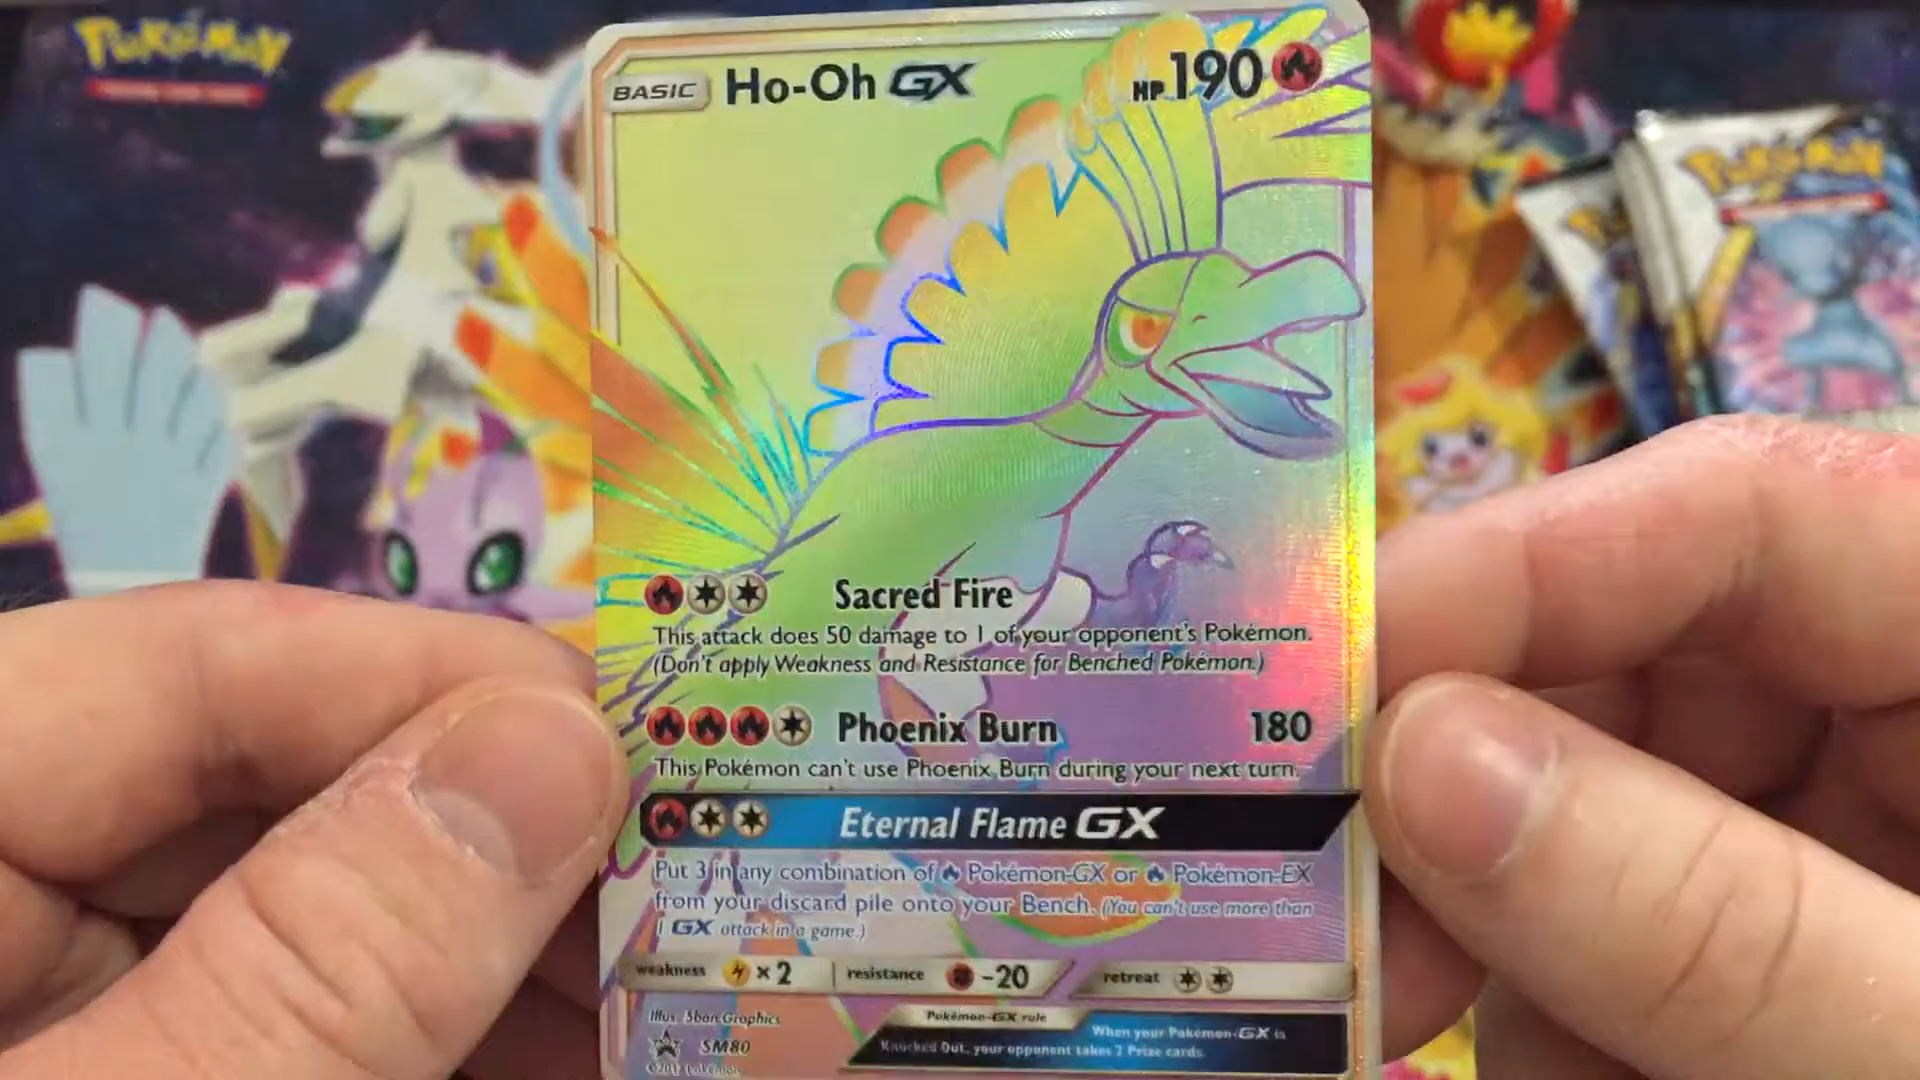 Pokémon
BASIC Ho-Oh GX HP 190
Pokémon
Sacred Fire
This attack does 50 damage to 1 of your opponent's Pokémon.
(Don't apply Weakness and Resistance for Benched Pokémon.)
Phoenix Burn 180
This Pokémon can't use Phoenix Burn during your next turn.
Eternal Flame GX
Put 3 in any combination of Pokémon-GX or Pokémon-EX
from your discard pile onto your Bench. (You can't use more than
1 GX attack in a game.)
weakness ×2 resistance -20 retreat
Illus. 5ban Graphics
Pokémon-GX rule
When your Pokémon-GX is
Knocked Out, your opponent takes 2 Prize cards.
SM80
©2017 Pokémon